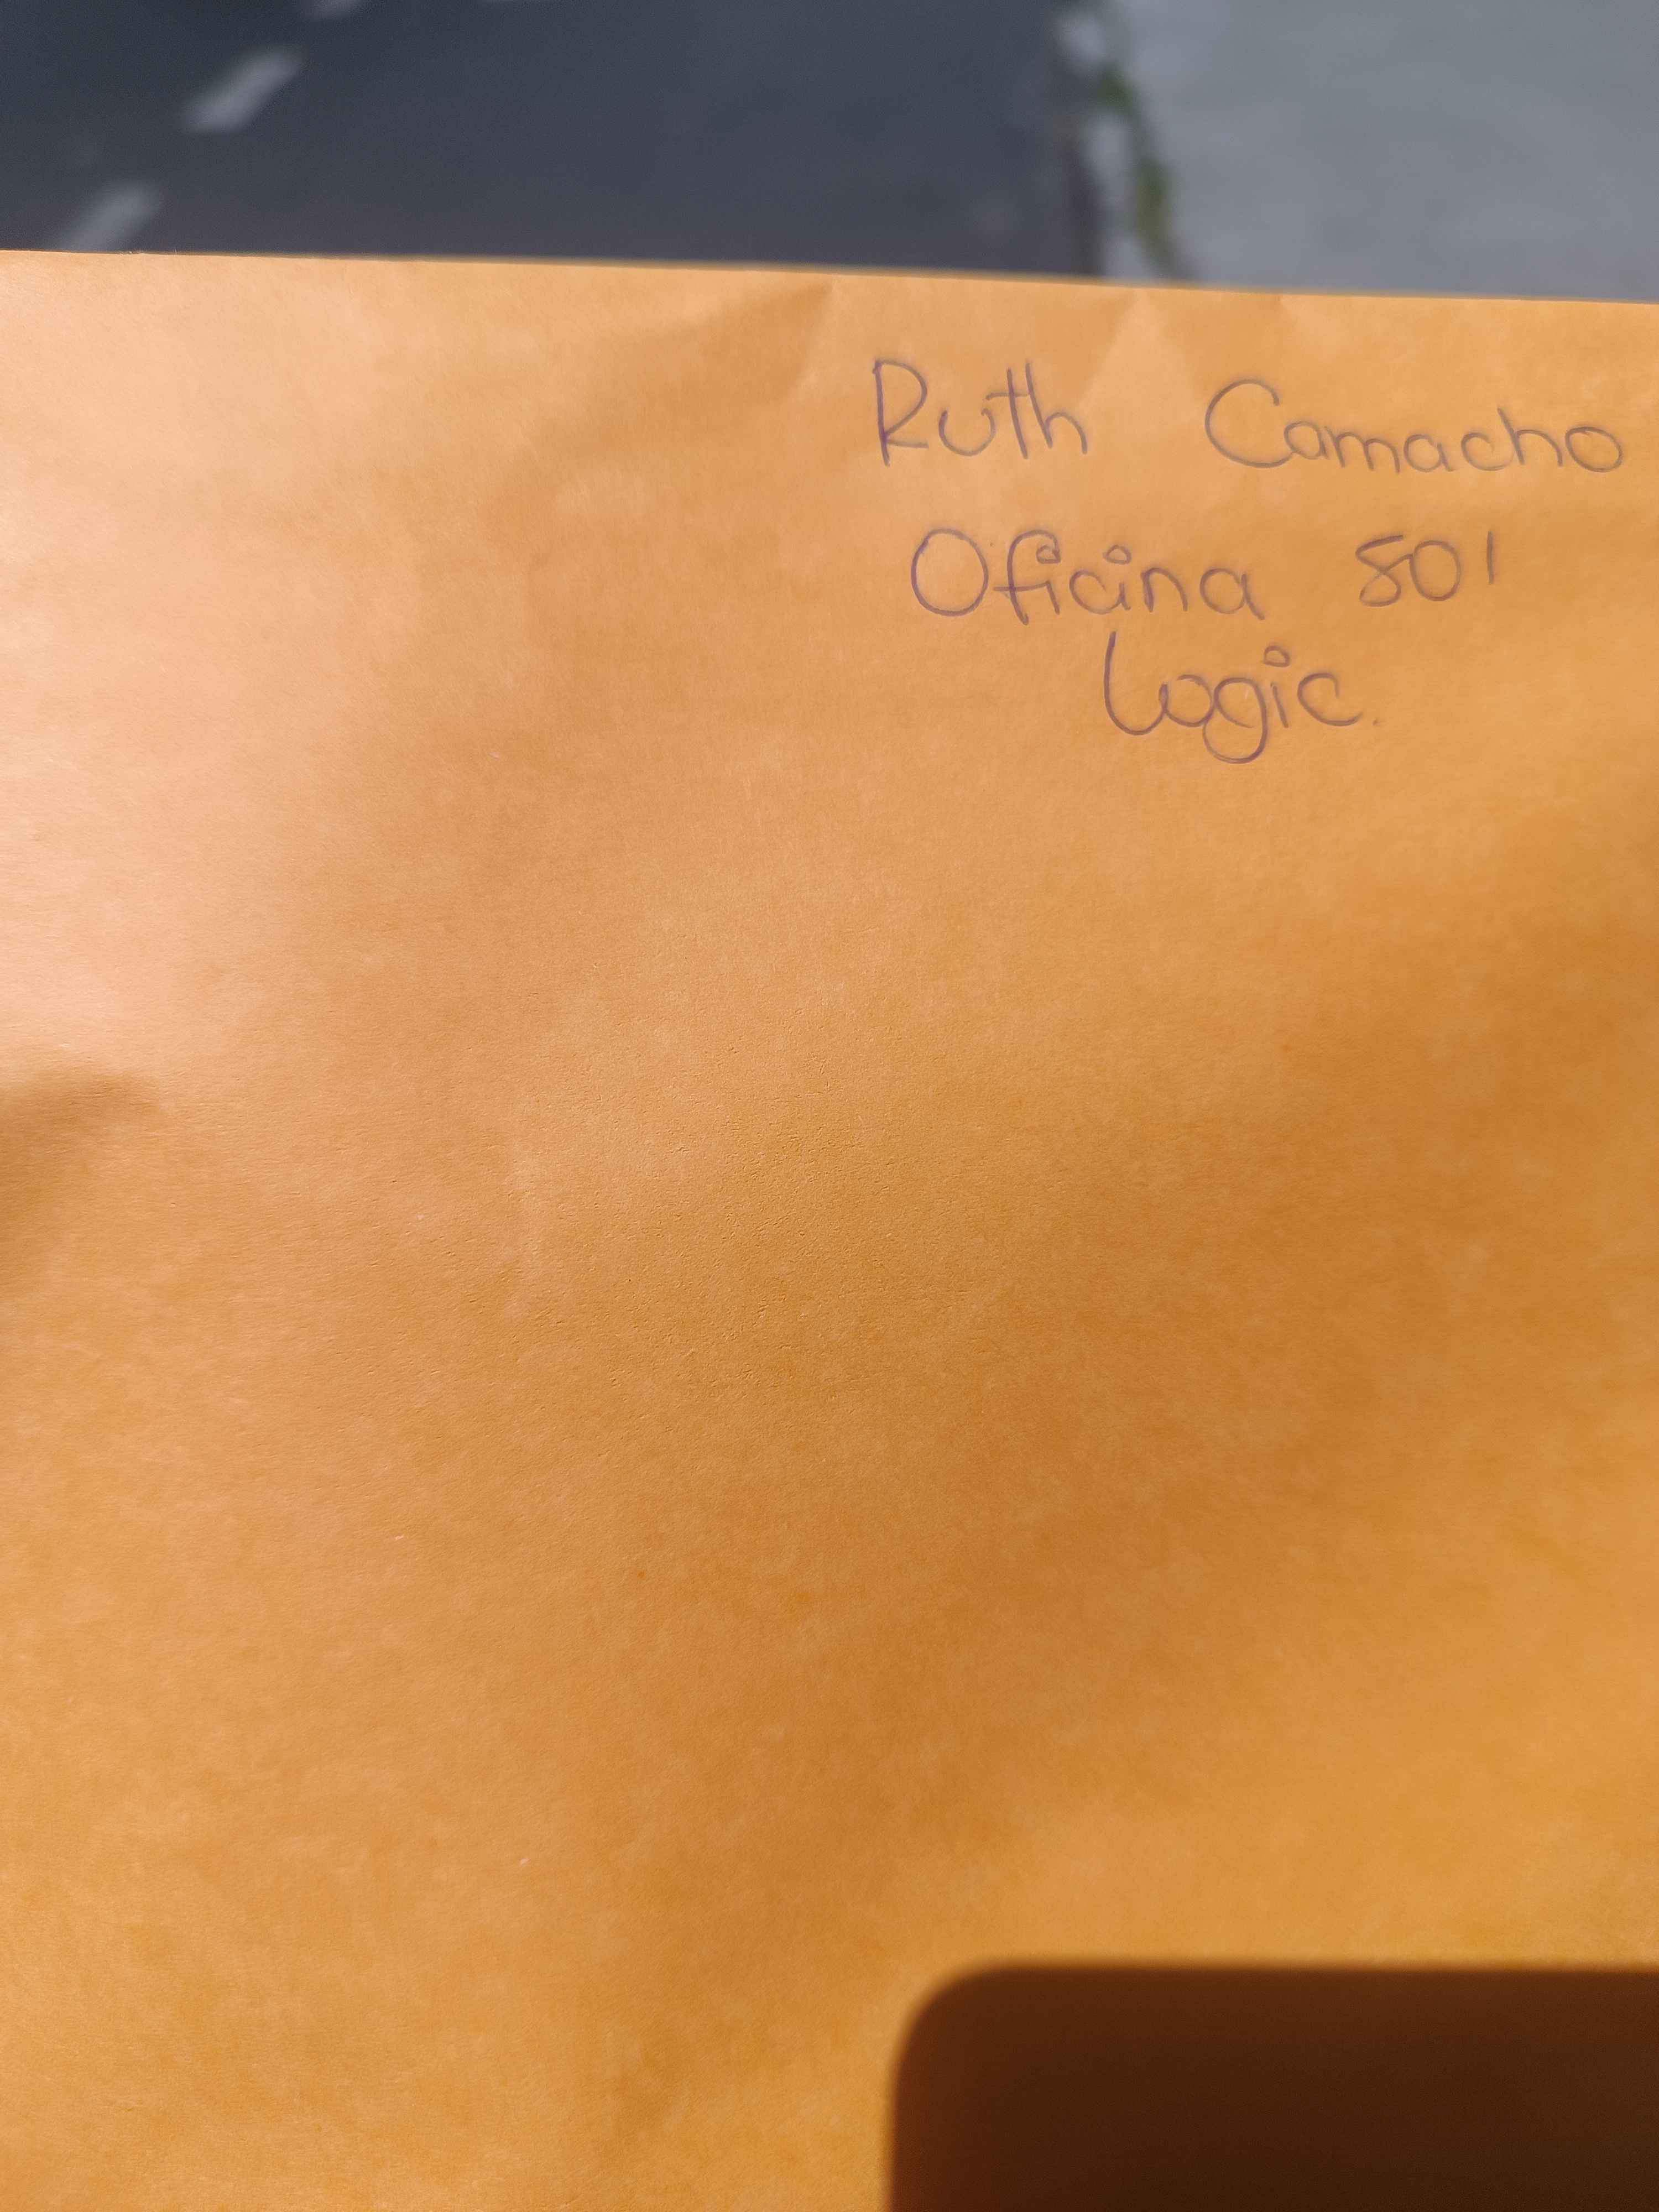 Ruth Camacho
Oficina 801
Logic.